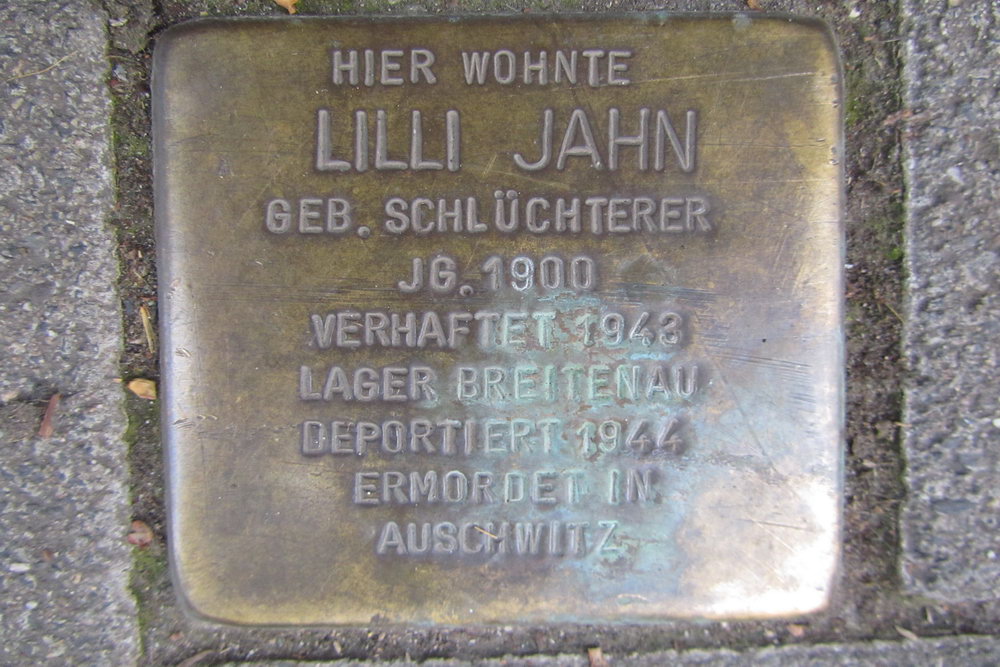 HIER WOHNTE
LILLI JAHN
GEB. SCHLÜCHTERER
JG. 1900
VERHAFTET 1943
LAGER BREITENAU
DEPORTIERT 1944
ERMORDET IN
AUSCHWITZ